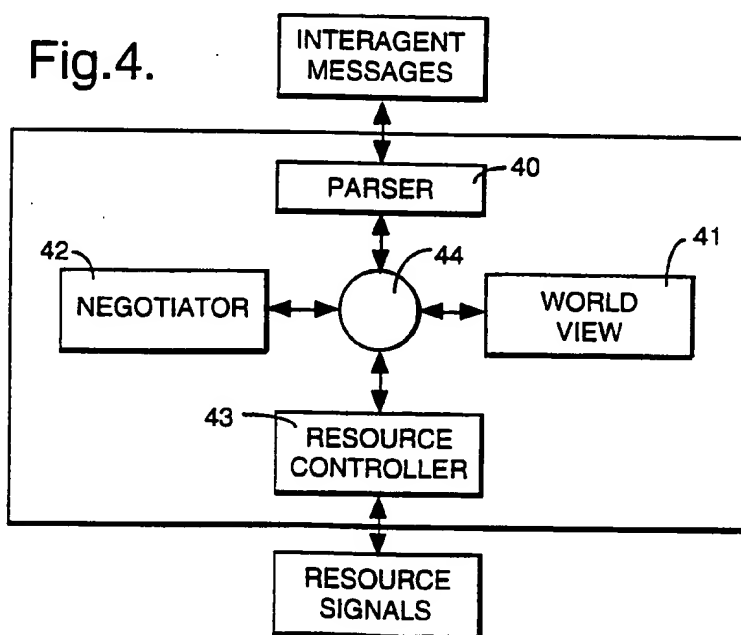 Fig.4.
INTERAGENT
MESSAGES
PARSER
40
42
44
41
NEGOTIATOR
WORLD
VIEW
43
RESOURCE
CONTROLLER
RESOURCE
SIGNALS